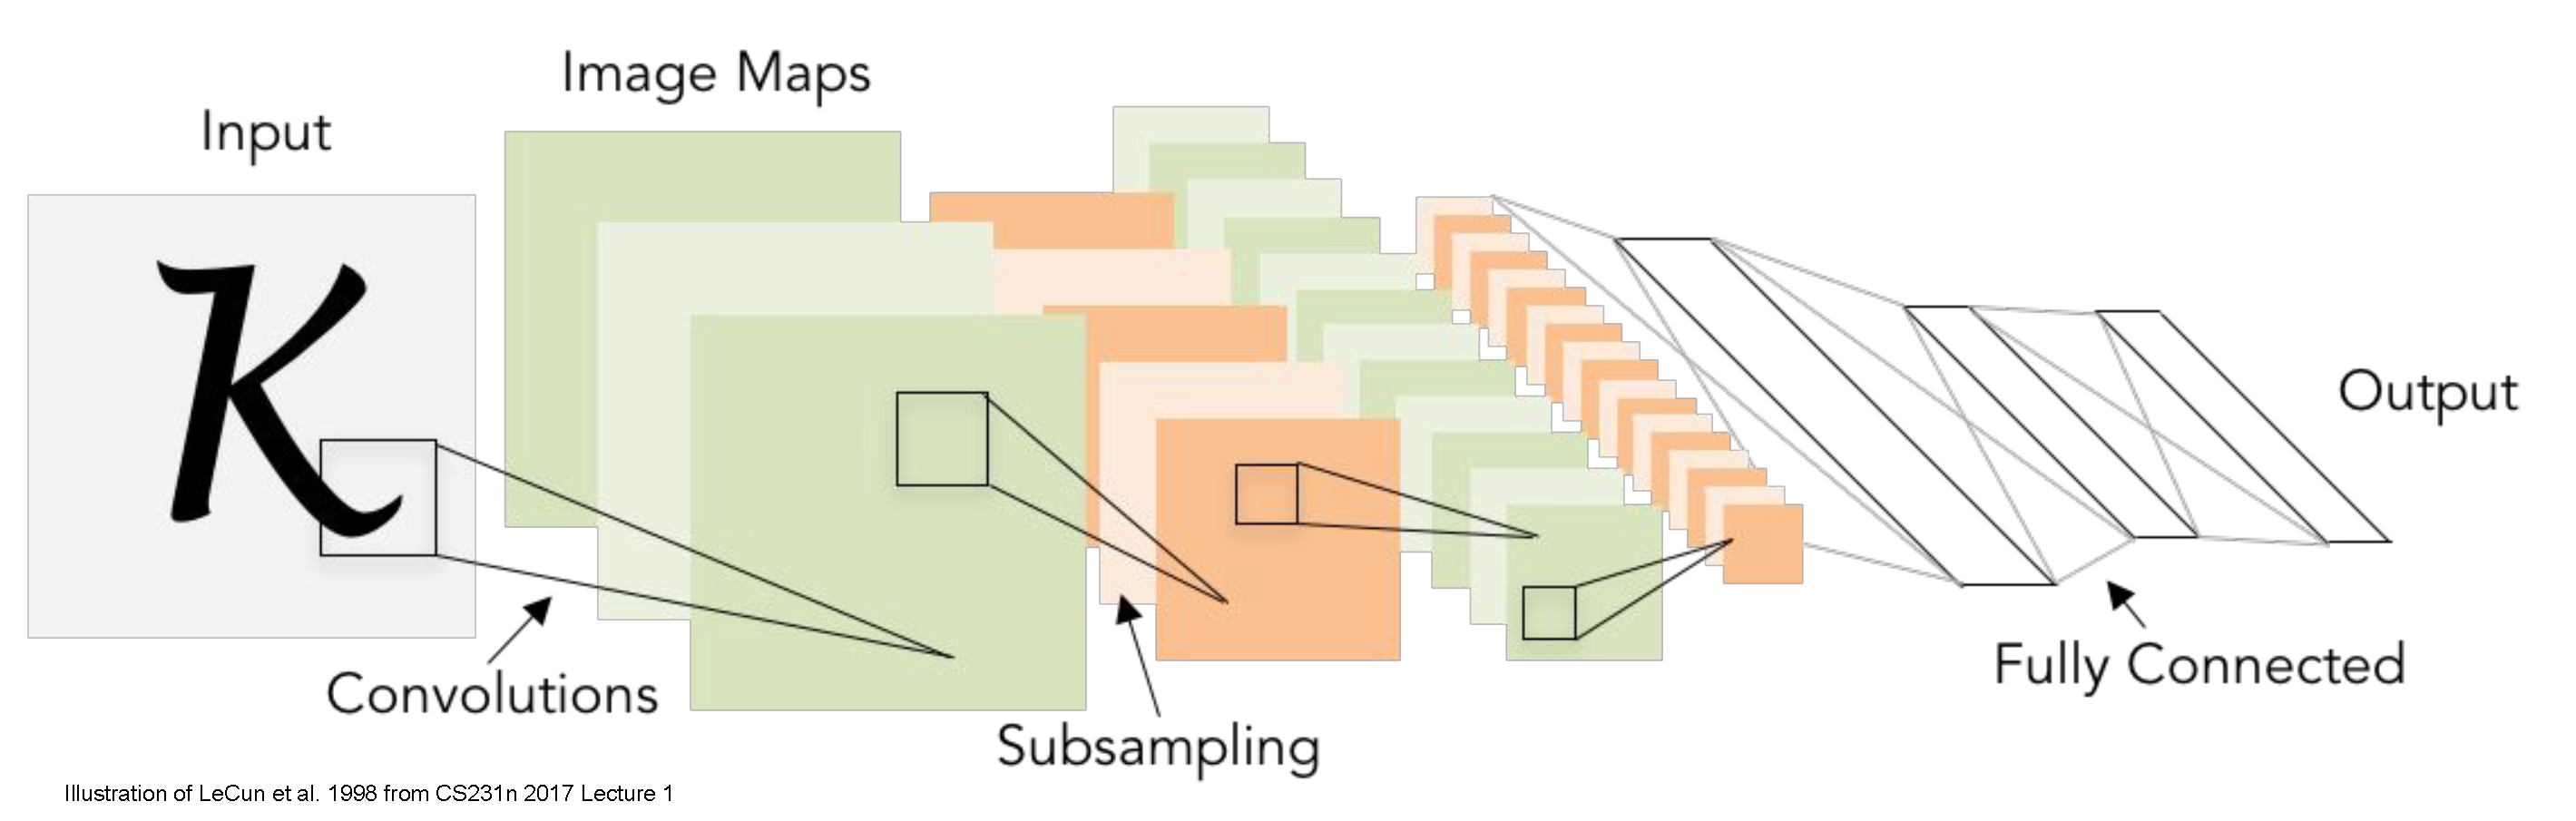 Image Maps
Input
K
Output
Convolutions
Fully Connected
Subsampling
Illustration of LeCun et al. 1998 from CS231n 2017 Lecture 1